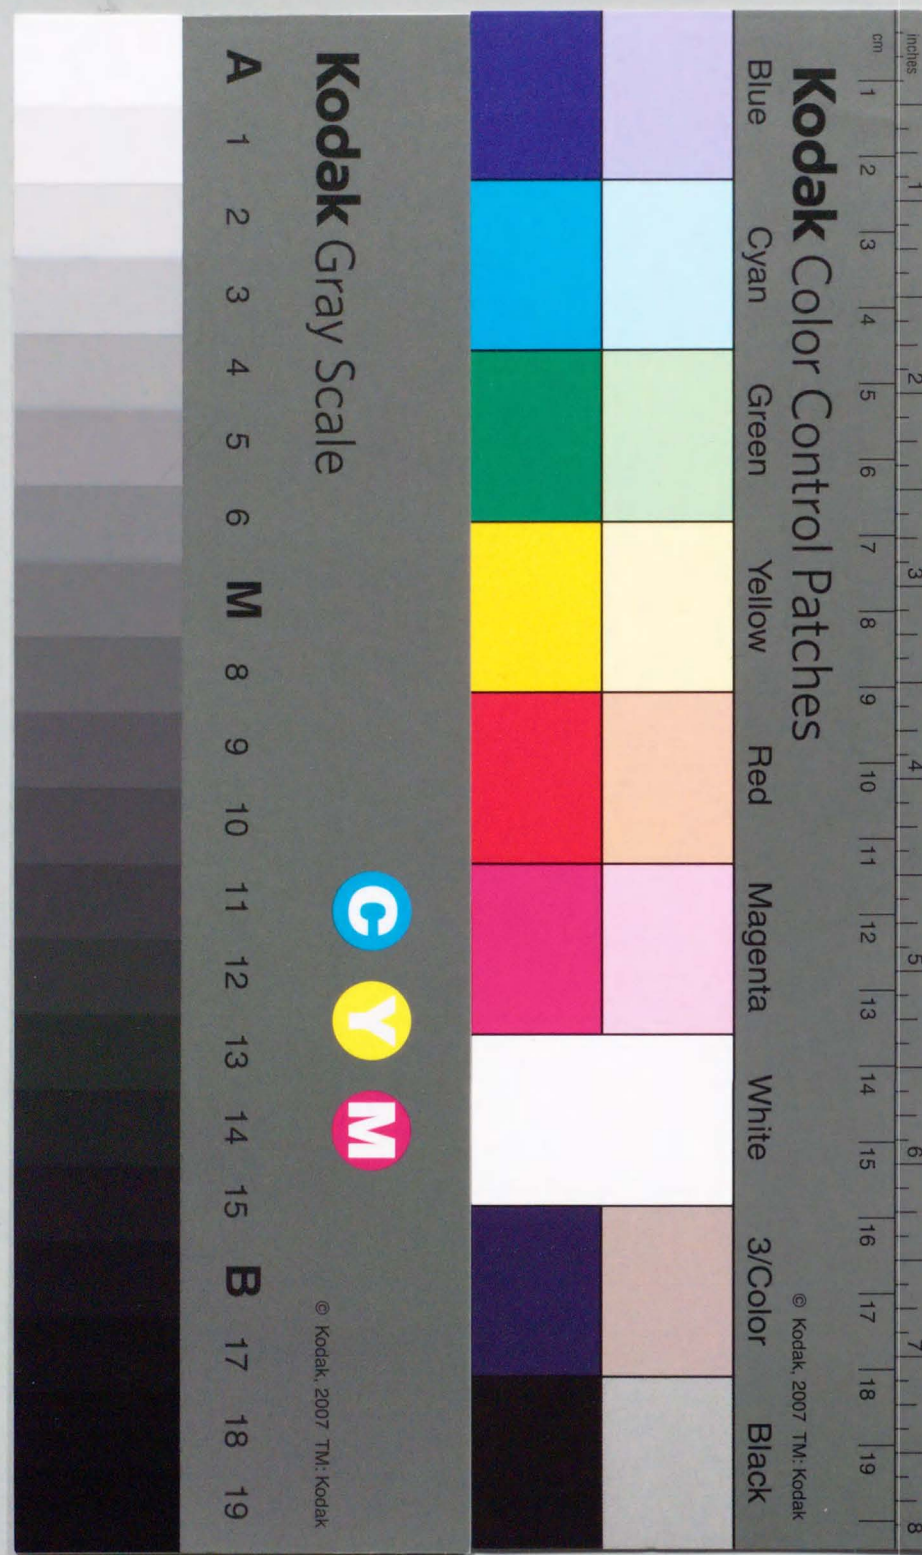 Kodak Gray Scale
A 1 2 3 4 5 6 M 8 9 10 11 12 13 14 15 B 17 18 19
C Y M
© Kodak, 2007 TM: Kodak
inches 1 2 3 4 5 6 7 8
cm 1 2 3 4 5 6 7 8 9 10 11 12 13 14 15 16 17 18 19
Kodak Color Control Patches
© Kodak, 2007 TM: Kodak
Blue Cyan Green Yellow Red Magenta White 3/Color Black